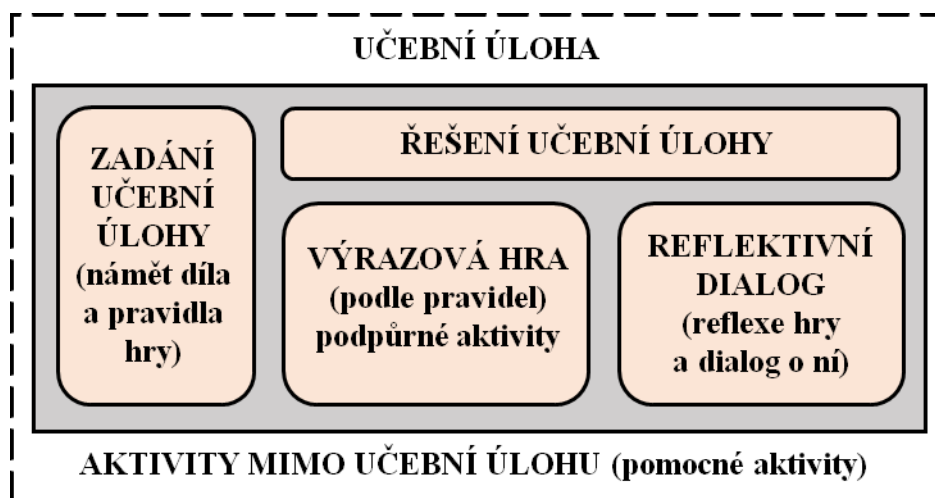 UČEBNÍ ÚLOHA
ZADÁNÍ
UČEBNÍ
ÚLOHY
(námět díla
a pravidla
hry)
ŘEŠENÍ UČEBNÍ ÚLOHY
VÝRAZOVÁ HRA
(podle pravidel)
podpůrné aktivity
REFLEKTIVNÍ
DIALOG
(reflexe hry
a dialog o ní)
AKTIVITY MIMO UČEBNÍ ÚLOHU (pomocné aktivity)